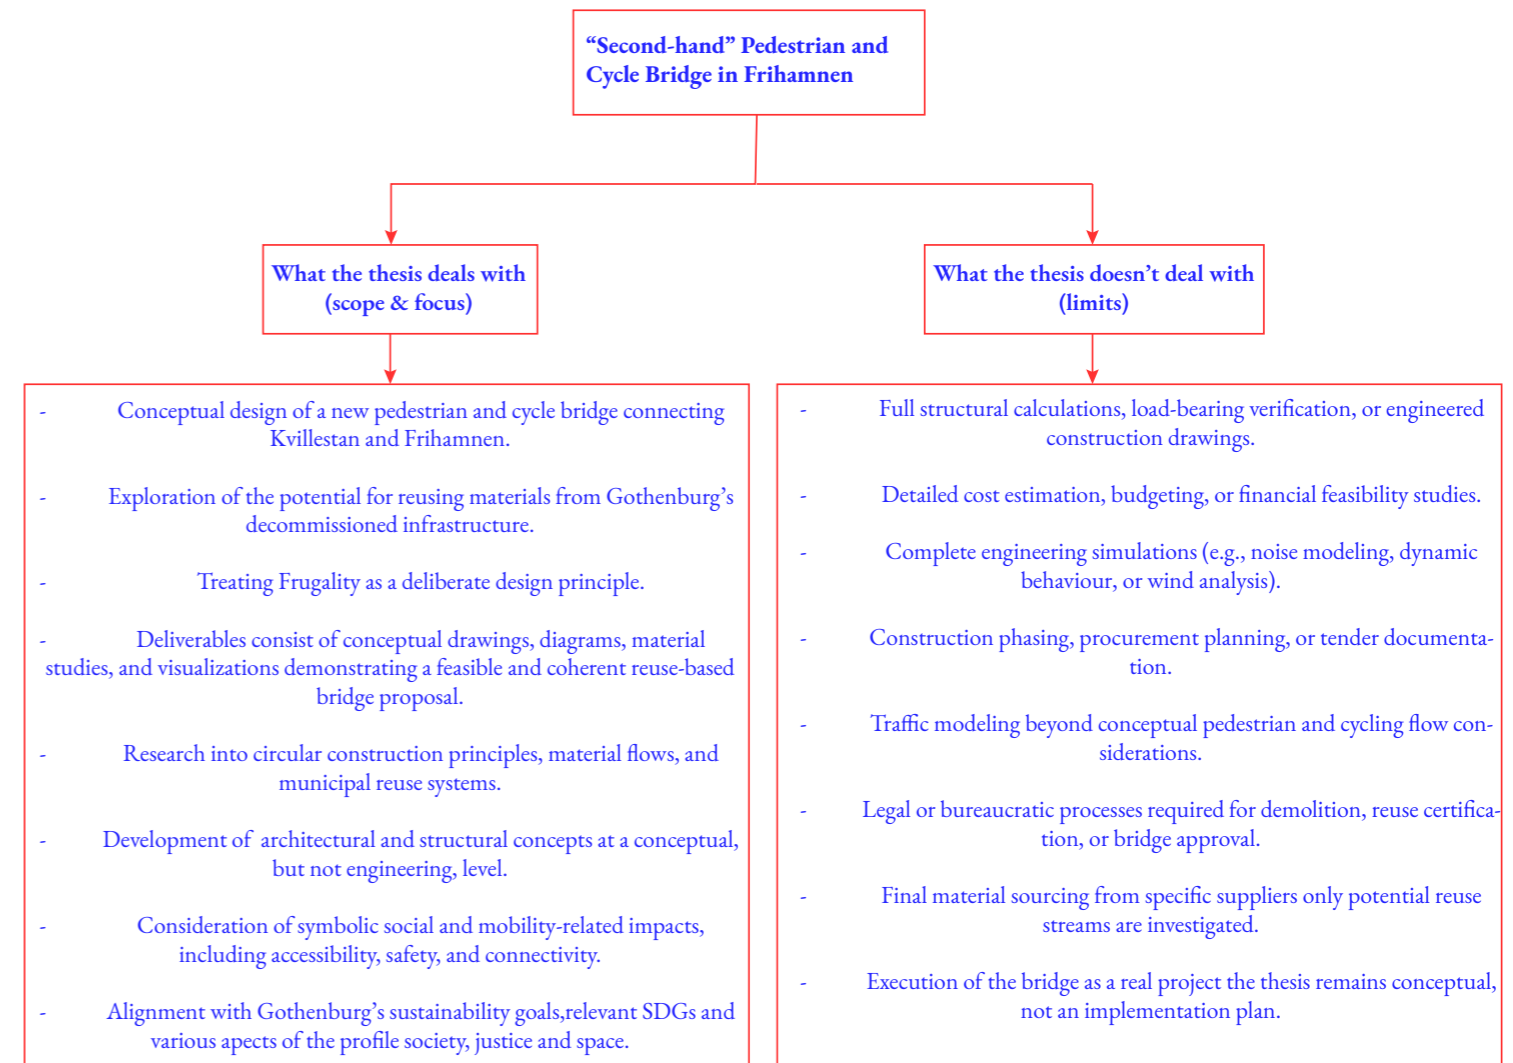 “Second-hand” Pedestrian and
Cycle Bridge in Frihamnen
What the thesis deals with
(scope & focus)
- Conceptual design of a new pedestrian and cycle bridge connecting
Kvillestan and Frihamnen.
- Exploration of the potential for reusing materials from Gothenburg’s
decommissioned infrastructure.
- Treating Frugality as a deliberate design principle.
- Deliverables consist of conceptual drawings, diagrams, material
studies, and visualizations demonstrating a feasible and coherent reuse-based
bridge proposal.
- Research into circular construction principles, material flows, and
municipal reuse systems.
- Development of architectural and structural concepts at a conceptual,
but not engineering, level.
- Consideration of symbolic social and mobility-related impacts,
including accessibility, safety, and connectivity.
- Alignment with Gothenburg’s sustainability goals,relevant SDGs and
various apects of the profile society, justice and space.
What the thesis doesn’t deal with
(limits)
- Full structural calculations, load-bearing verification, or engineered
construction drawings.
- Detailed cost estimation, budgeting, or financial feasibility studies.
- Complete engineering simulations (e.g., noise modeling, dynamic
behaviour, or wind analysis).
- Construction phasing, procurement planning, or tender documenta-
tion.
- Traffic modeling beyond conceptual pedestrian and cycling flow con-
siderations.
- Legal or bureaucratic processes required for demolition, reuse certifica-
tion, or bridge approval.
- Final material sourcing from specific suppliers only potential reuse
streams are investigated.
- Execution of the bridge as a real project the thesis remains conceptual,
not an implementation plan.